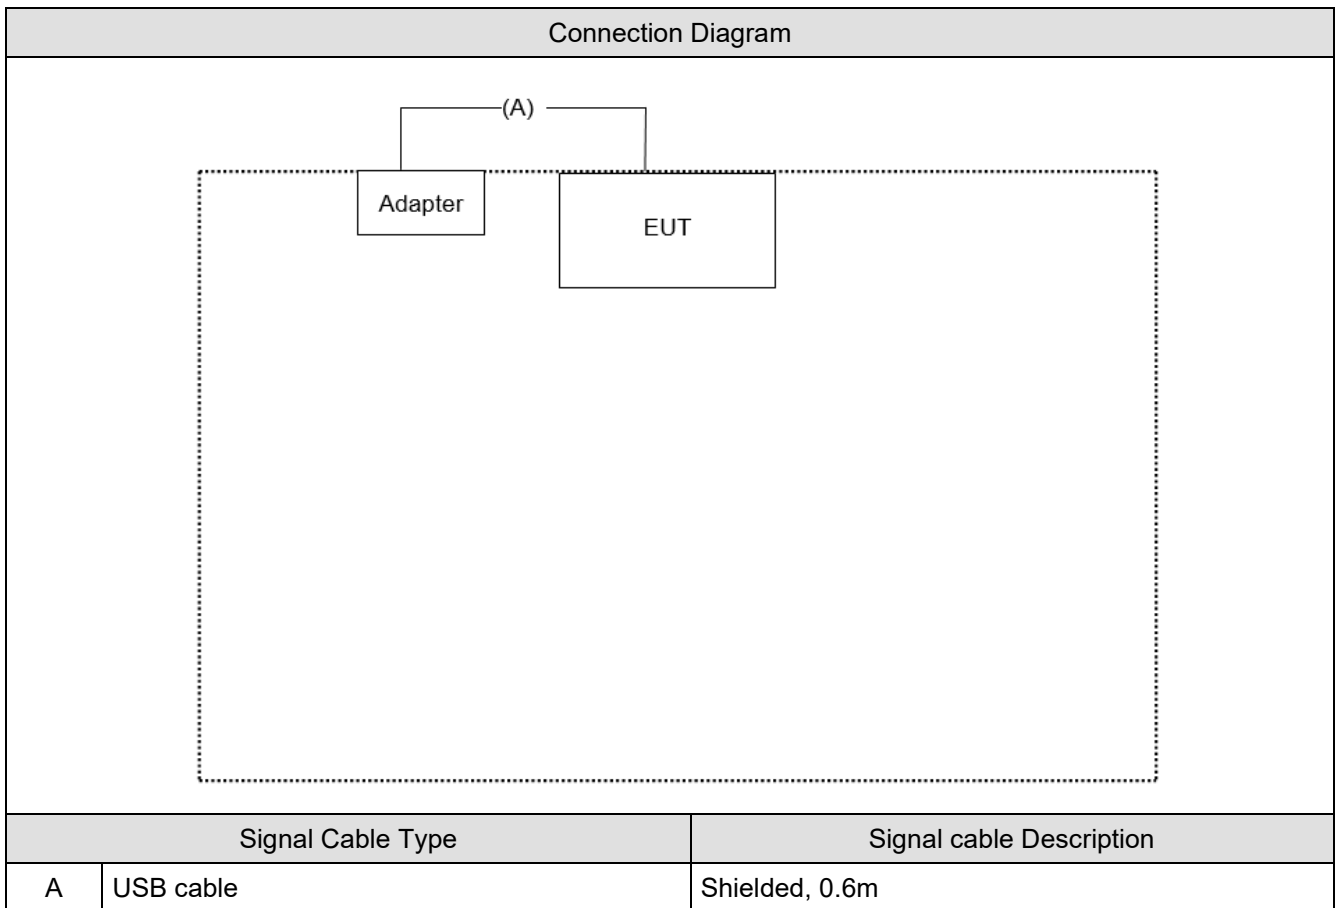 Connection Diagram
(A)
Adapter
EUT
Signal Cable Type Signal cable Description
A USB cable Shielded, 0.6m